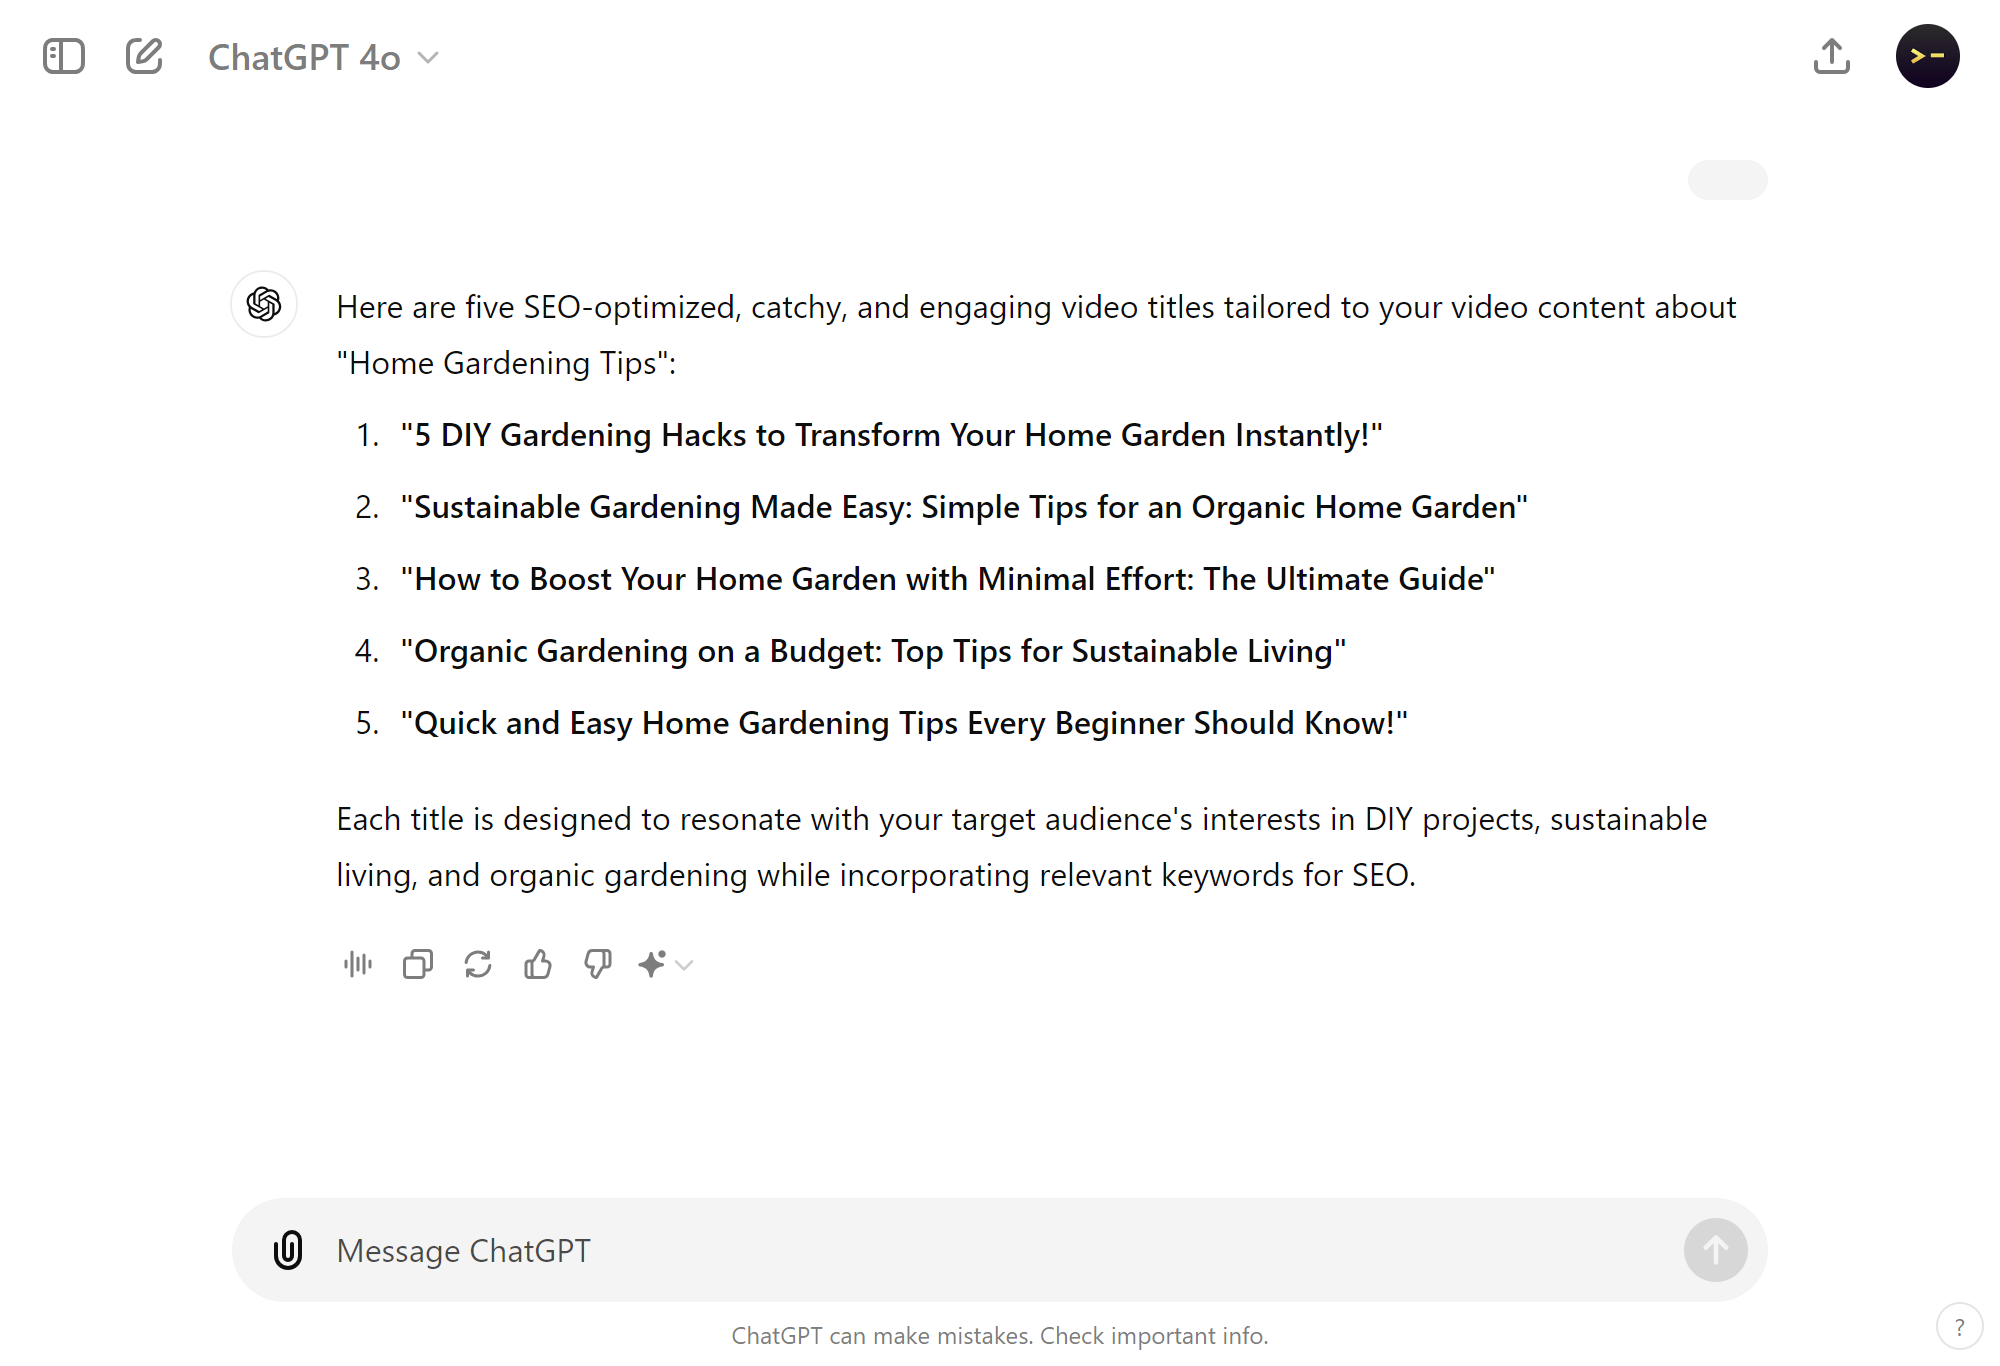 ChatGPT 4o
>-
Here are five SEO-optimized, catchy, and engaging video titles tailored to your video content about
"Home Gardening Tips":
1. "5 DIY Gardening Hacks to Transform Your Home Garden Instantly!"
2. "Sustainable Gardening Made Easy: Simple Tips for an Organic Home Garden"
3. "How to Boost Your Home Garden with Minimal Effort: The Ultimate Guide"
4. "Organic Gardening on a Budget: Top Tips for Sustainable Living"
5. "Quick and Easy Home Gardening Tips Every Beginner Should Know!"
Each title is designed to resonate with your target audience's interests in DIY projects, sustainable
living, and organic gardening while incorporating relevant keywords for SEO.
Message ChatGPT
ChatGPT can make mistakes. Check important info.
?